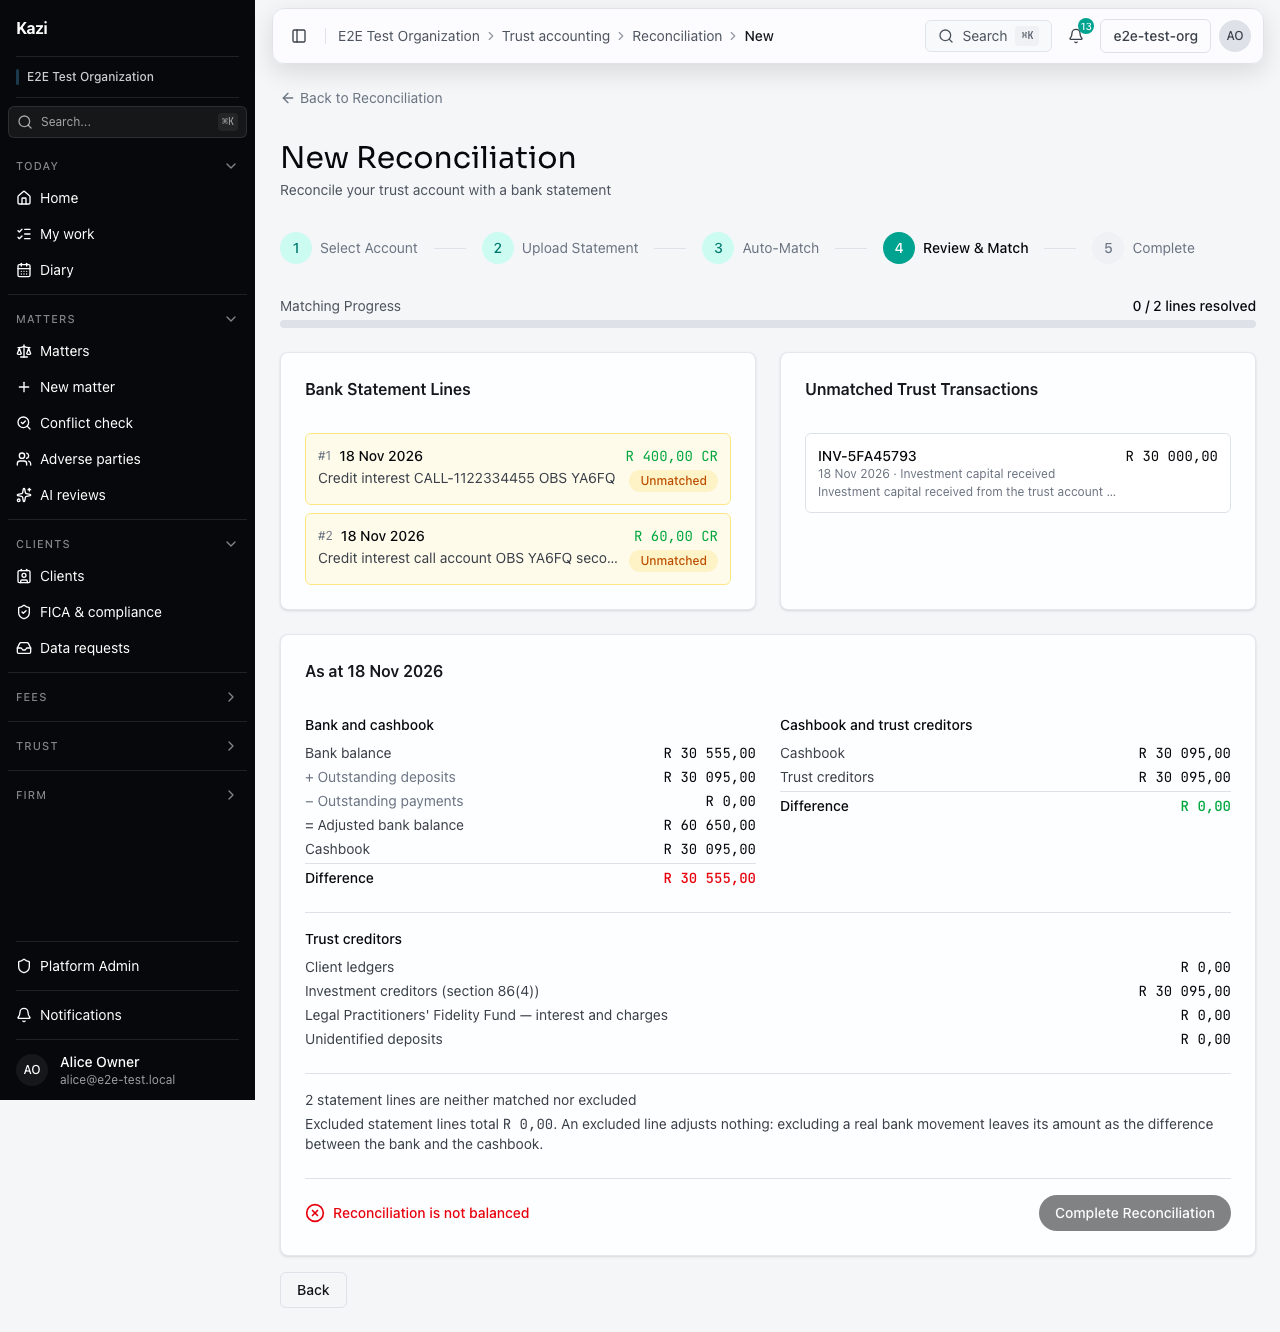 Kazi
E2E Test Organization
Search...
⌘K
TODAY
Home
My work
Diary
MATTERS
Matters
New matter
Conflict check
Adverse parties
AI reviews
CLIENTS
Clients
FICA & compliance
Data requests
FEES
TRUST
FIRM
Platform Admin
Notifications
AO
Alice Owner
alice@e2e-test.local
E2E Test Organization > Trust accounting > Reconciliation > New
Search ⌘K
13
e2e-test-org
AO
← Back to Reconciliation
New Reconciliation
Reconcile your trust account with a bank statement
1 Select Account
2 Upload Statement
3 Auto-Match
4 Review & Match
5 Complete
Matching Progress
0 / 2 lines resolved
Bank Statement Lines
#1 18 Nov 2026 R 400,00 CR
Credit interest CALL-1122334455 OBS YA6FQ Unmatched
#2 18 Nov 2026 R 60,00 CR
Credit interest call account OBS YA6FQ seco... Unmatched
Unmatched Trust Transactions
INV-5FA45793 R 30 000,00
18 Nov 2026 · Investment capital received
Investment capital received from the trust account ...
As at 18 Nov 2026
Bank and cashbook
Bank balance R 30 555,00
+ Outstanding deposits R 30 095,00
− Outstanding payments R 0,00
= Adjusted bank balance R 60 650,00
Cashbook R 30 095,00
Difference R 30 555,00
Cashbook and trust creditors
Cashbook R 30 095,00
Trust creditors R 30 095,00
Difference R 0,00
Trust creditors
Client ledgers R 0,00
Investment creditors (section 86(4)) R 30 095,00
Legal Practitioners' Fidelity Fund — interest and charges R 0,00
Unidentified deposits R 0,00
2 statement lines are neither matched nor excluded
Excluded statement lines total R 0,00. An excluded line adjusts nothing: excluding a real bank movement leaves its amount as the difference
between the bank and the cashbook.
Reconciliation is not balanced
Complete Reconciliation
Back